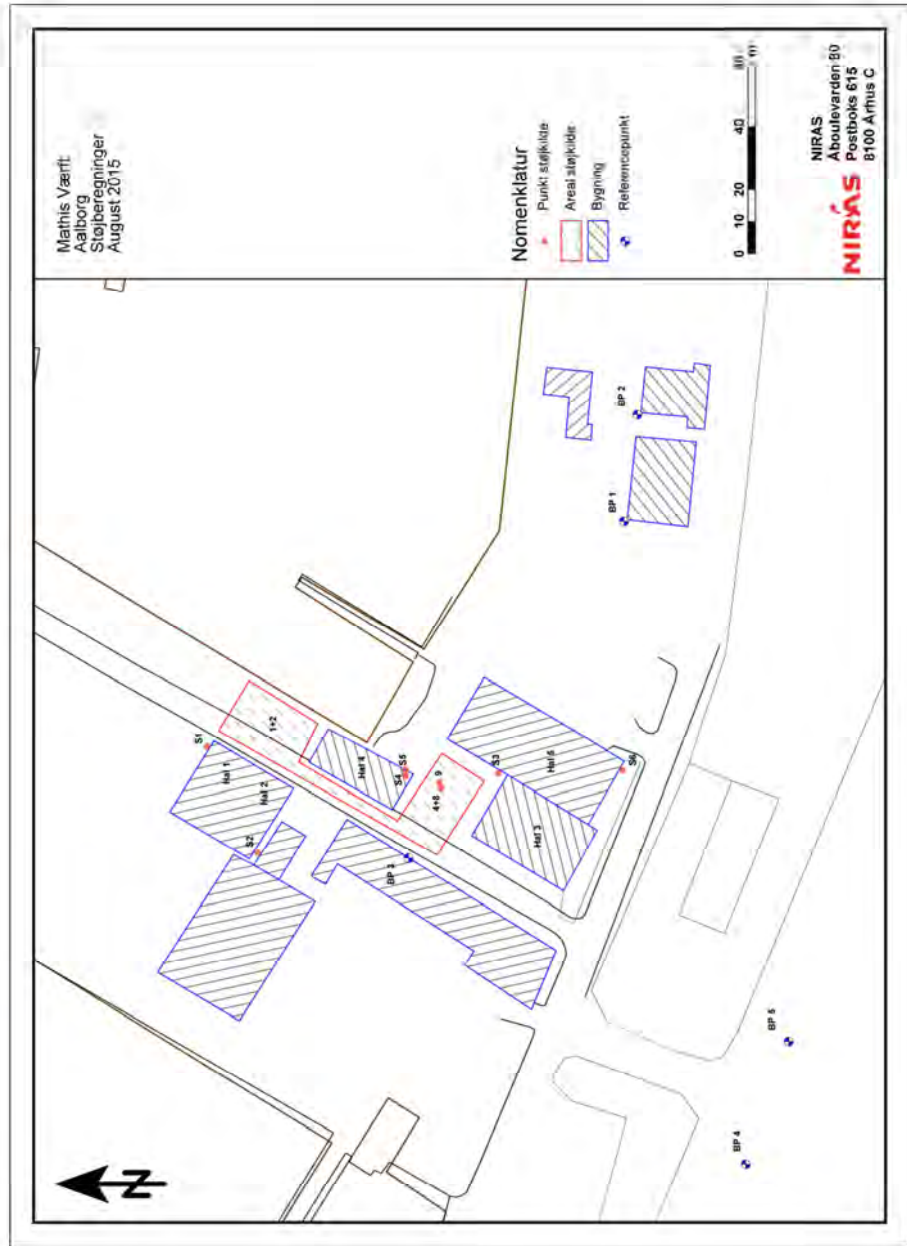 Mathis Værft
Aalborg
Støjberegninger
August 2015
Nomenklatur
Punkt støjkilde
Areal støjkilde
Bygning
Referencepunkt
0 10 20 40 80
m
NIRAS
NIRAS
Åboulevarden 80
Postboks 615
8100 Århus C
N
S1
Hal 1
Hal 2
S2
1+2
Hal 4
S4
S5
4+8
9
S3
Hal 5
Hal 3
S6
BP 1
BP 2
BP 3
BP 4
BP 5